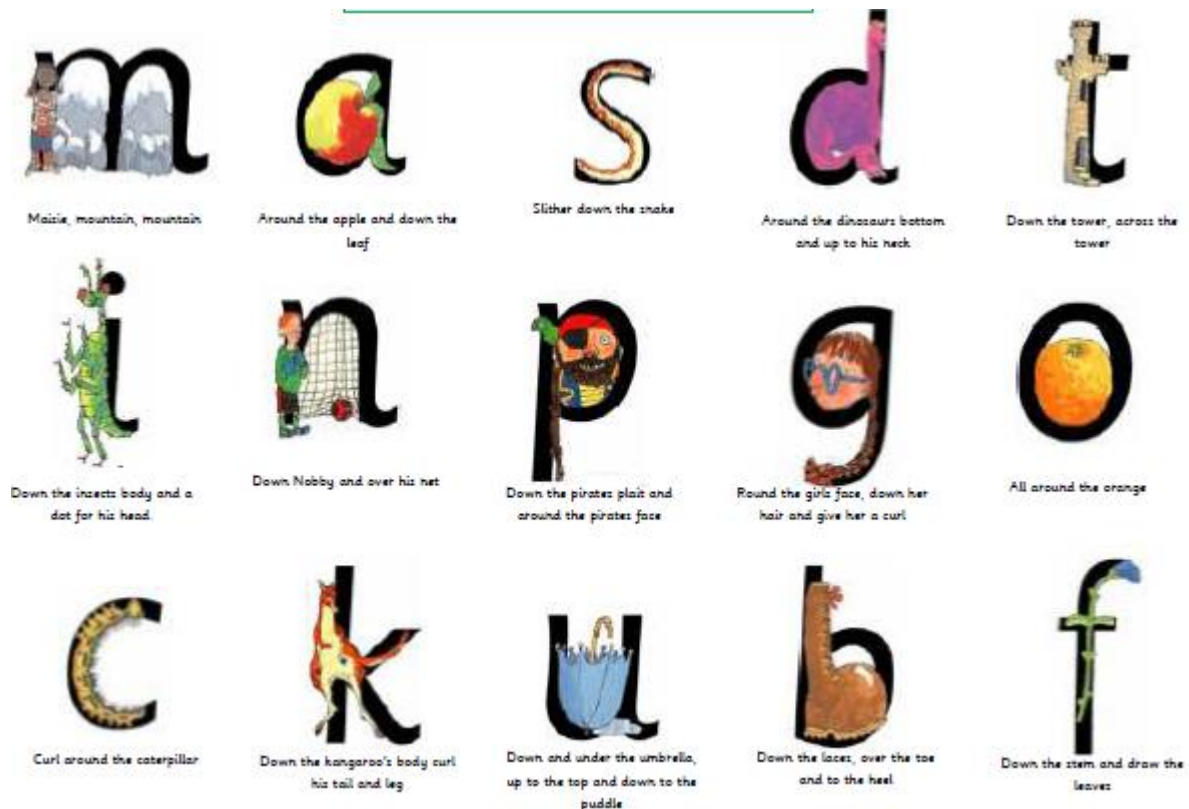 m a s d t
Maisie, mountain, mountain
Around the apple and down the
leaf
Slither down the snake
Around the dinosaurs bottom
and up to his neck
Down the tower, across the
tower
i n p g o
Down the insects body and a
dot for his head.
Down Nobby and over his net
Down the pirates plait and
around the pirates face
Round the girls face, down her
hair and give her a curl
All around the orange
c k u b f
Curl around the caterpillar
Down the kangaroo's body curl
his tail and leg
Down and under the umbrella,
up to the top and down to the
puddle
Down the laces, over the toe
and to the heel
Down the stem and draw the
leaves